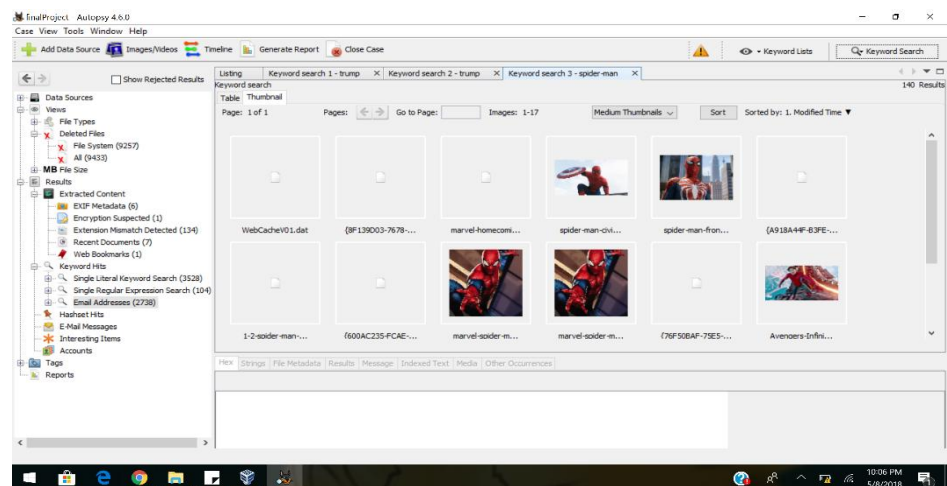 finalProject - Autopsy 4.6.0
Case View Tools Window Help
Add Data Source Images/Videos Timeline Generate Report Close Case Keyword Lists Keyword Search
Show Rejected Results
Listing Keyword search 1 - trump Keyword search 2 - trump Keyword search 3 - spider-man
Keyword search 140 Results
Table Thumbnail
Page: 1 of 1 Pages: Go to Page: Images: 1-17 Medium Thumbnails Sort Sorted by: 1. Modified Time ▼
Data Sources
Views
File Types
Deleted Files
File System (9257)
All (9433)
MB File Size
Results
Extracted Content
EXIF Metadata (6)
Encryption Suspected (1)
Extension Mismatch Detected (134)
Recent Documents (7)
Web Bookmarks (1)
Keyword Hits
Single Literal Keyword Search (3528)
Single Regular Expression Search (104)
Email Addresses (2738)
Hashset Hits
E-Mail Messages
Interesting Items
Accounts
Tags
Reports
WebCacheV01.dat {8F139D03-7678-... marvel-homecomi... spider-man-civi... spider-man-fron... {A918A44F-B3FE-...
1-2-spider-man-... {600AC235-FCAE-... marvel-spider-m... marvel-spider-m... {76F50BAF-75E5-... Avengers-Infini...
Hex Strings File Metadata Results Message Indexed Text Media Other Occurrences
10:06 PM
5/8/2018